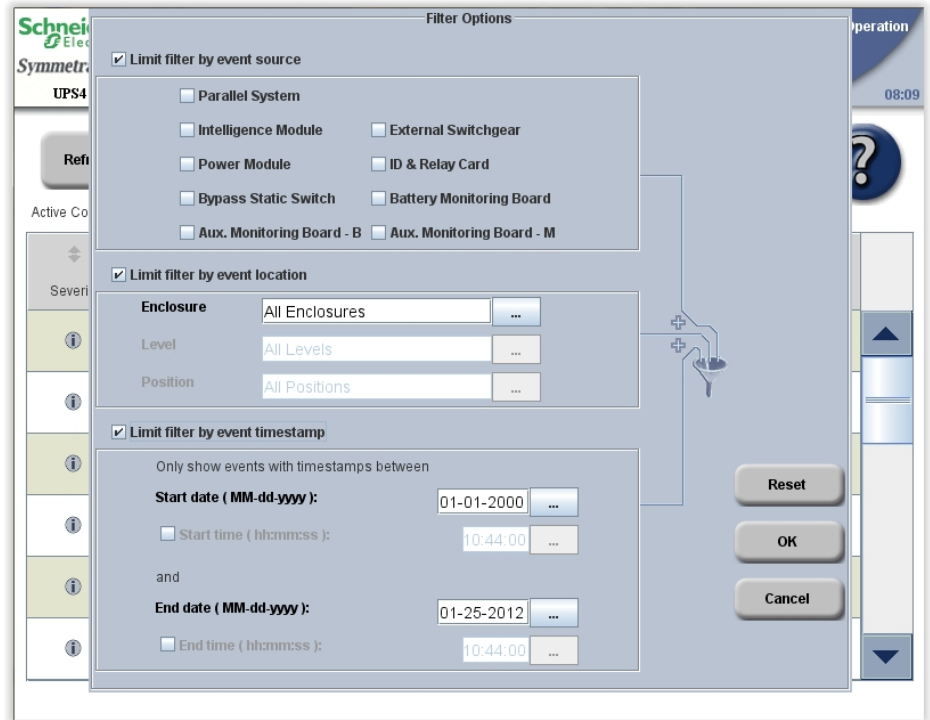 Filter Options
Schnei
Elec
Operation
Symmetra
UPS4
08:09
Limit filter by event source
Parallel System
Intelligence Module External Switchgear
Power Module ID & Relay Card
Bypass Static Switch Battery Monitoring Board
Aux. Monitoring Board - B Aux. Monitoring Board - M
Refr
?
Active Co
Severi
Limit filter by event location
Enclosure All Enclosures ...
Level All Levels ...
Position All Positions ...
Limit filter by event timestamp
Only show events with timestamps between
Start date ( MM-dd-yyyy ): 01-01-2000 ...
Start time ( hh:mm:ss ): 10:44:00 ...
and
End date ( MM-dd-yyyy ): 01-25-2012 ...
End time ( hh:mm:ss ): 10:44:00 ...
Reset
OK
Cancel